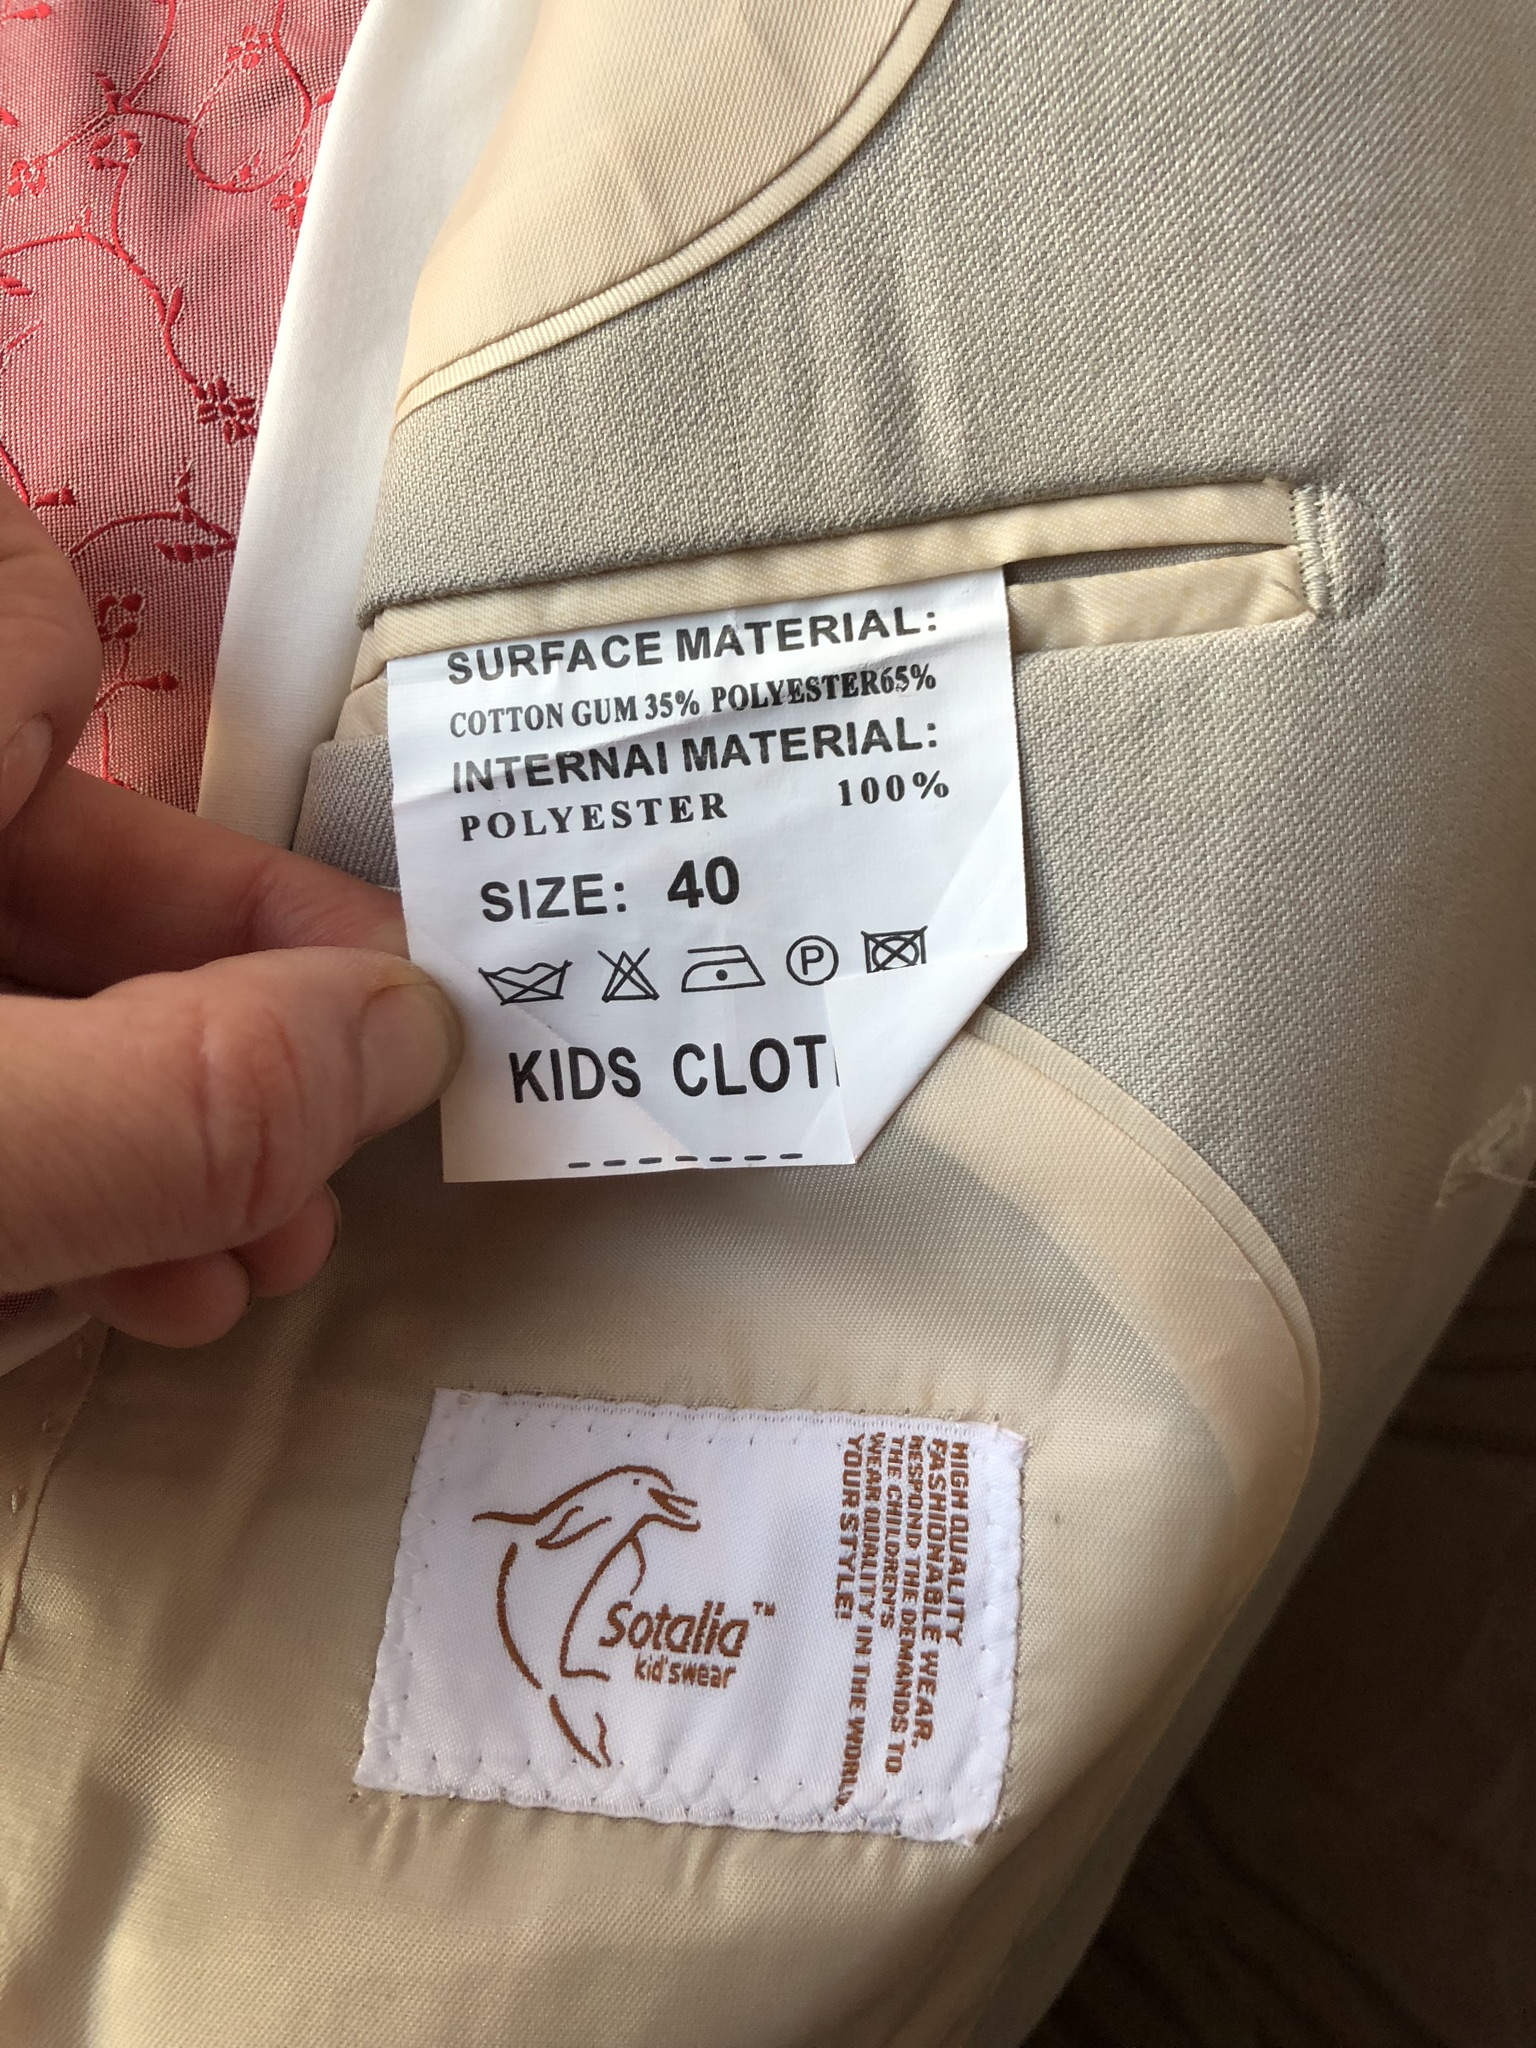 SURFACE MATERIAL:
COTTON GUM 35% POLYESTER65%
INTERNAI MATERIAL:
POLYESTER 100%
SIZE: 40
P
KIDS CLOT
Sotalia™
kid'swear
HIGH QUALITY
FASHIONABLE WEAR.
RESPOND THE DEMANDS TO
THE CHILDREN'S
WEAR QUALITY IN THE WORLD.
YOUR STYLE!